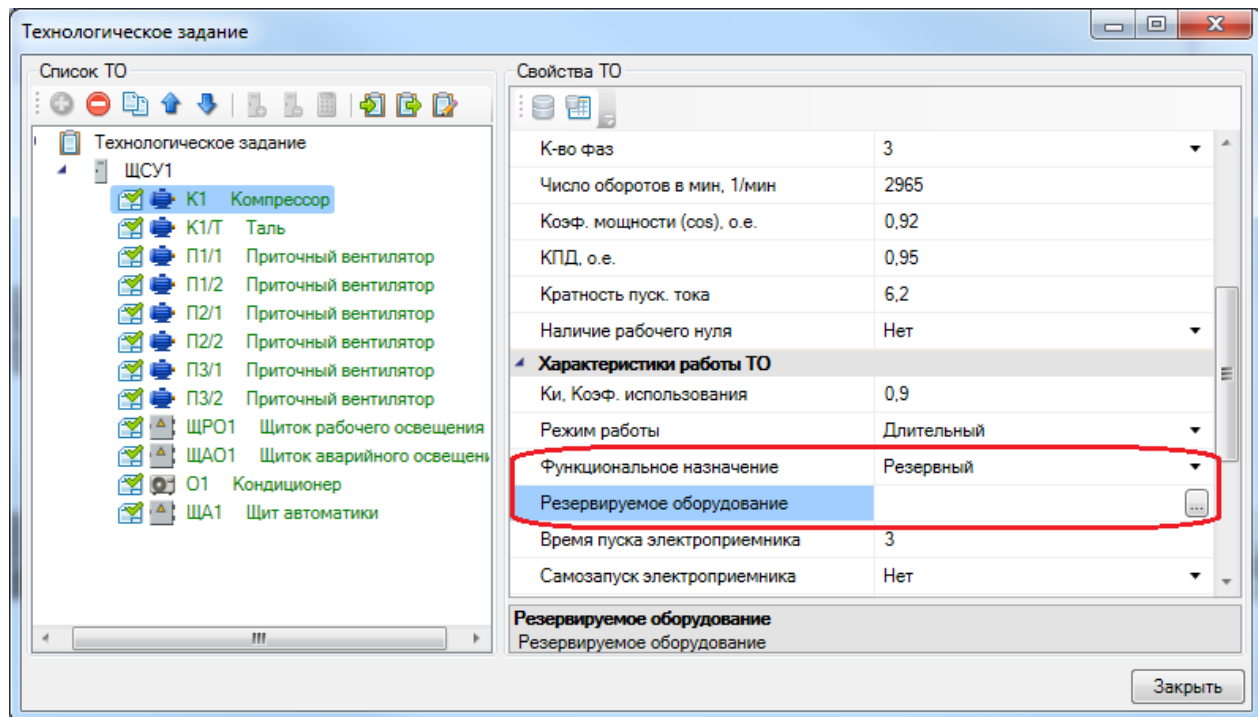 Технологическое задание
Список ТО
Технологическое задание
ЩСУ1
К1 Компрессор
К1/Т Таль
П1/1 Приточный вентилятор
П1/2 Приточный вентилятор
П2/1 Приточный вентилятор
П2/2 Приточный вентилятор
П3/1 Приточный вентилятор
П3/2 Приточный вентилятор
ЩРО1 Щиток рабочего освещения
ЩАО1 Щиток аварийного освещени
О1 Кондиционер
ЩА1 Щит автоматики
Свойства ТО
К-во фаз 3
Число оборотов в мин, 1/мин 2965
Коэф. мощности (cos), о.е. 0,92
КПД, о.е. 0,95
Кратность пуск. тока 6,2
Наличие рабочего нуля Нет
Характеристики работы ТО
Ки, Коэф. использования 0,9
Режим работы Длительный
Функциональное назначение Резервный
Резервируемое оборудование ...
Время пуска электроприемника 3
Самозапуск электроприемника Нет
Резервируемое оборудование
Резервируемое оборудование
Закрыть